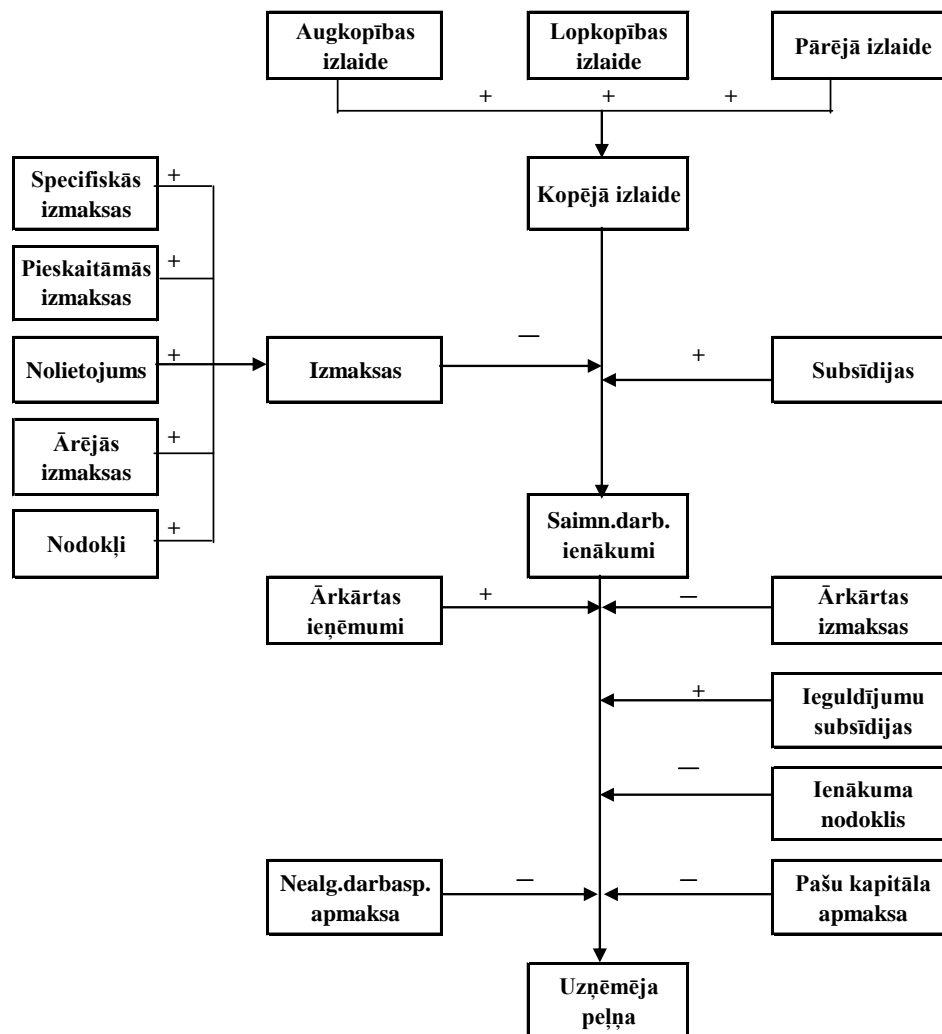 Augkopības
izlaide
Lopkopības
izlaide
Pārējā izlaide
+ + +
Specifiskās
izmaksas
+
Kopējā izlaide
Pieskaitāmās
izmaksas
+
Nolietojums
+
Izmaksas
—
+
Subsīdijas
Ārējās
izmaksas
+
Nodokļi
+
Saimn.darb.
ienākumi
Ārkārtas
ieņēmumi
+
—
Ārkārtas
izmaksas
+
Ieguldījumu
subsīdijas
—
Ienākuma
nodoklis
Nealg.darbasp.
apmaksa
—
—
Pašu kapitāla
apmaksa
Uzņēmēja
peļņa